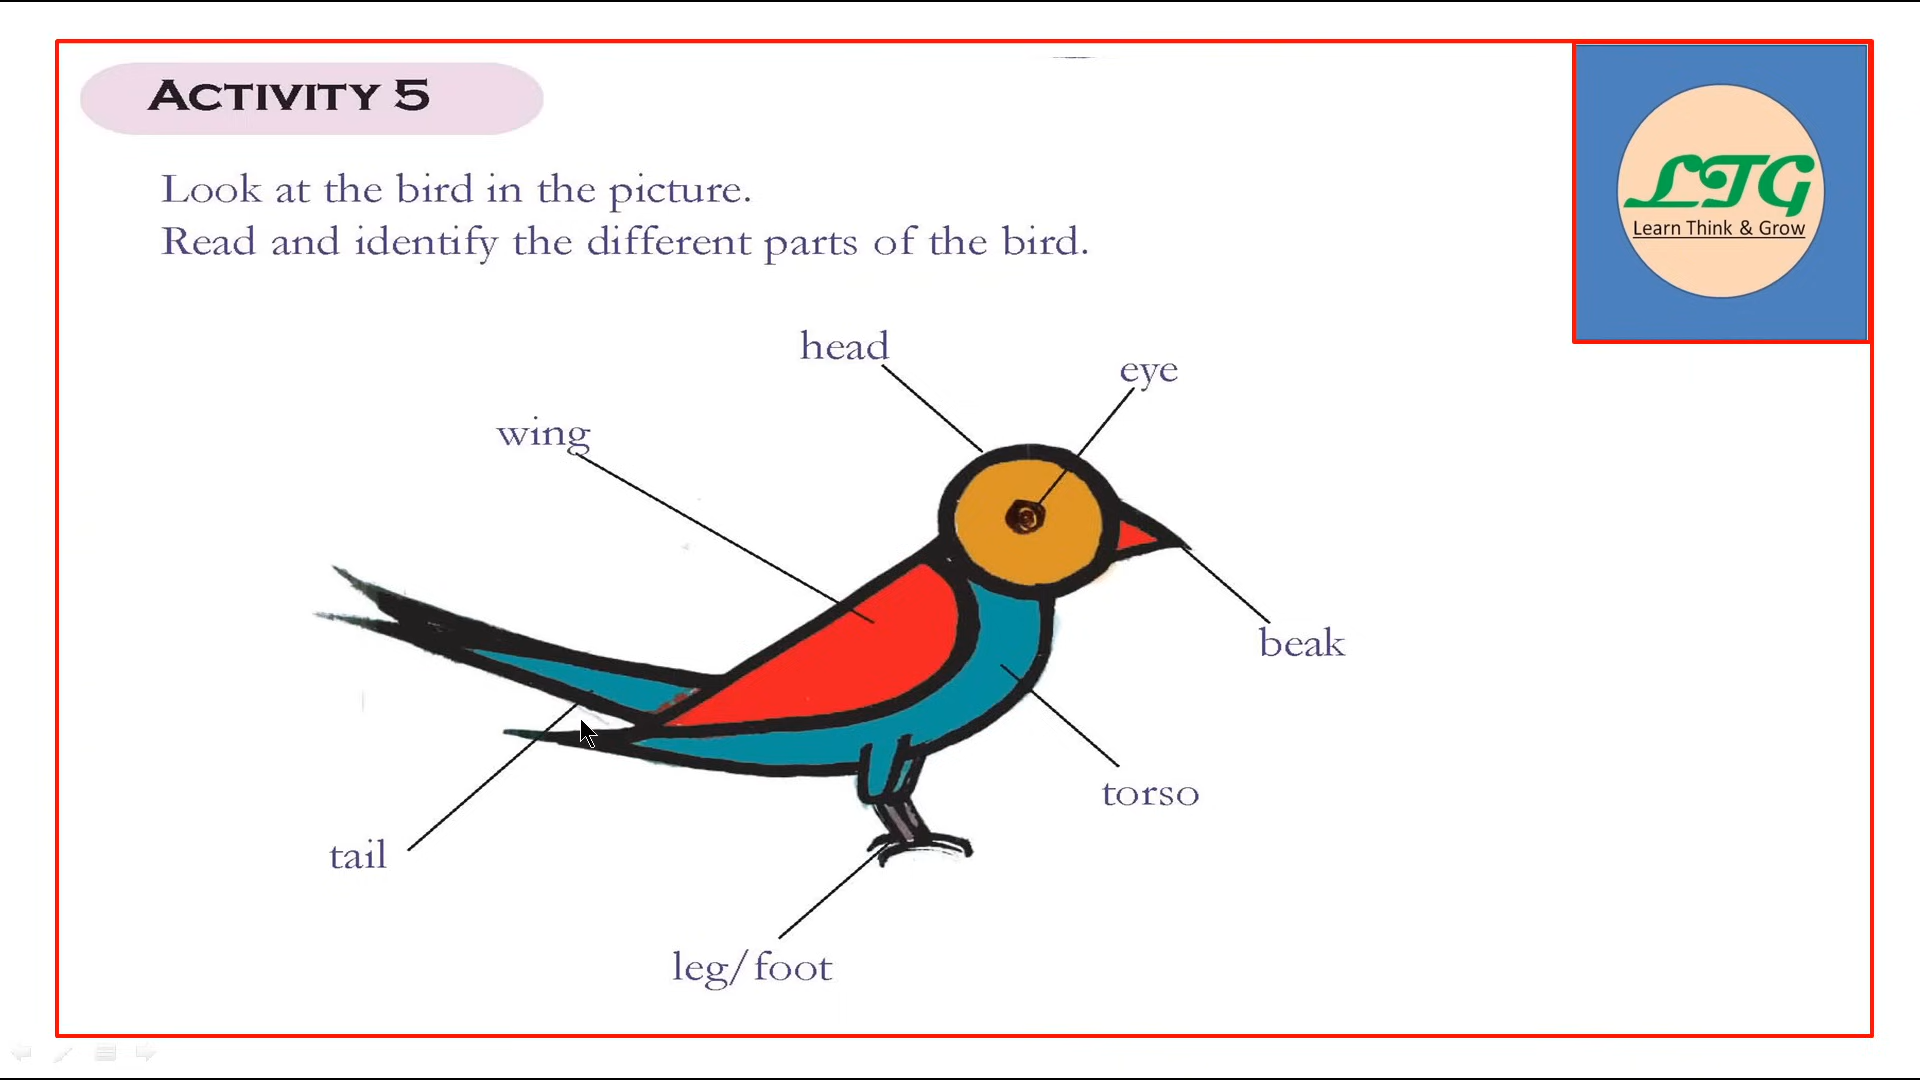 ACTIVITY 5
Look at the bird in the picture.
Read and identify the different parts of the bird.
LTG
Learn Think & Grow
head
eye
wing
beak
torso
tail
leg/foot